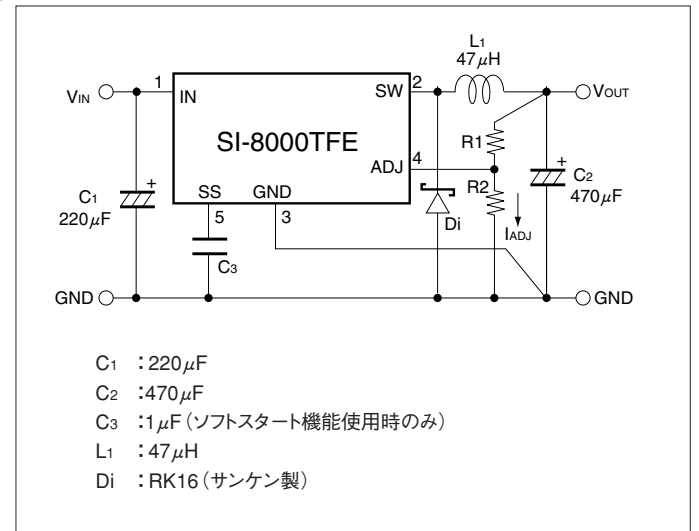 L1
47μH
VIN
1
IN
SW
2
VOUT
SI-8000TFE
R1
ADJ
4
C1
220μF
+
SS
GND
5
3
R2
IADJ
Di
+
C2
470μF
C3
GND
GND
C1 :220μF
C2 :470μF
C3 :1μF(ソフトスタート機能使用時のみ)
L1 :47μH
Di :RK16(サンケン製)